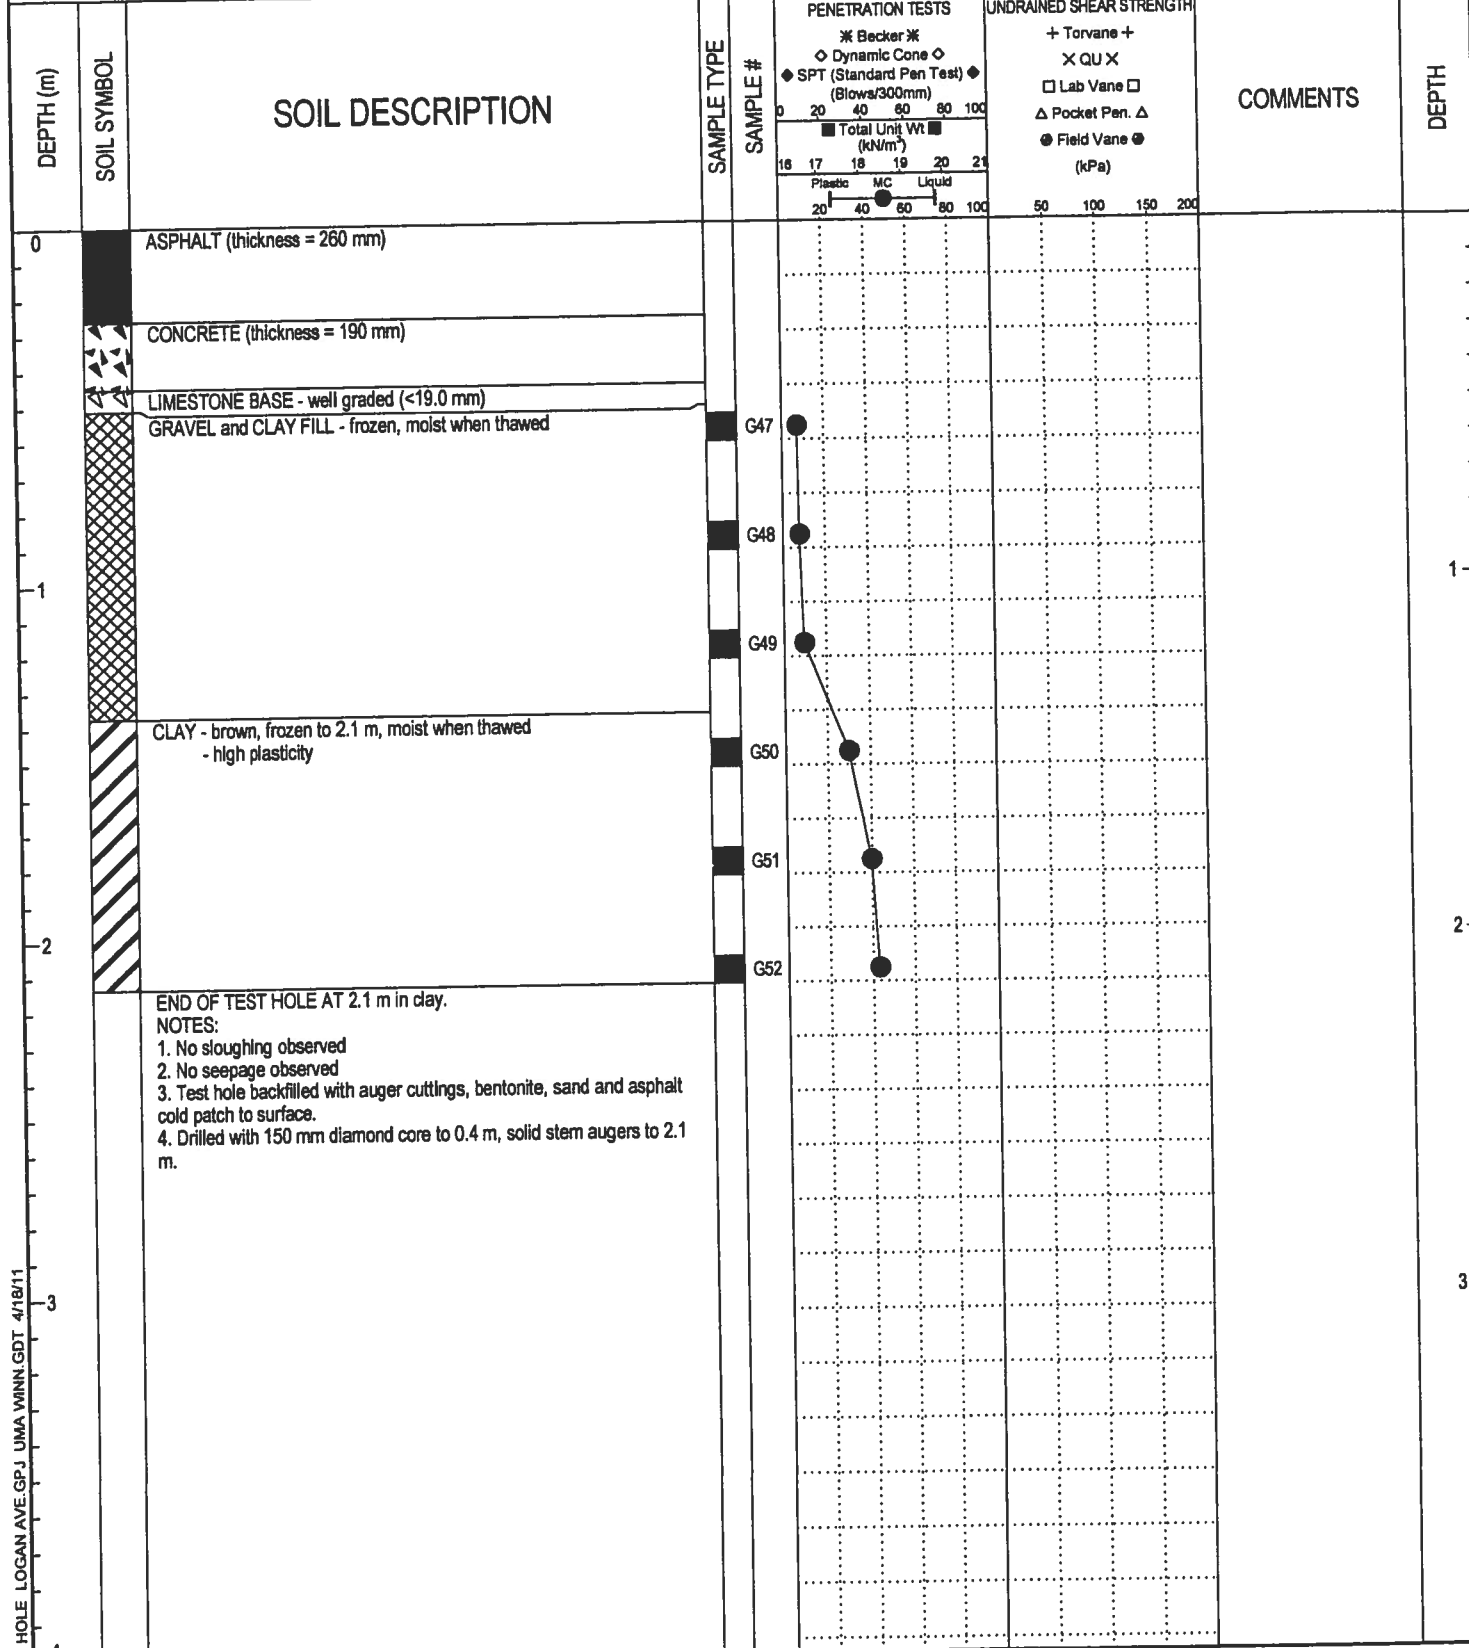 DEPTH (m)
SOIL SYMBOL
SOIL DESCRIPTION
SAMPLE TYPE
SAMPLE #
PENETRATION TESTS
✳ Becker ✳
◇ Dynamic Cone ◇
◆ SPT (Standard Pen Test) ◆
(Blows/300mm)
0 20 40 60 80 100
■ Total Unit Wt ■
(kN/m³)
16 17 18 19 20 21
Plastic MC Liquid
20 40 60 80 100
UNDRAINED SHEAR STRENGTH
+ Torvane +
× QU ×
□ Lab Vane □
△ Pocket Pen. △
● Field Vane ●
(kPa)
50 100 150 200
COMMENTS
DEPTH
0
ASPHALT (thickness = 260 mm)
CONCRETE (thickness = 190 mm)
LIMESTONE BASE - well graded (<19.0 mm)
GRAVEL and CLAY FILL - frozen, moist when thawed
G47
G48
1
1
G49
CLAY - brown, frozen to 2.1 m, moist when thawed
- high plasticity
G50
G51
2
2
G52
END OF TEST HOLE AT 2.1 m in clay.
NOTES:
1. No sloughing observed
2. No seepage observed
3. Test hole backfilled with auger cuttings, bentonite, sand and asphalt
cold patch to surface.
4. Drilled with 150 mm diamond core to 0.4 m, solid stem augers to 2.1
m.
3
3
HOLE LOGAN AVE.GPJ UMA WINN.GDT 4/18/11